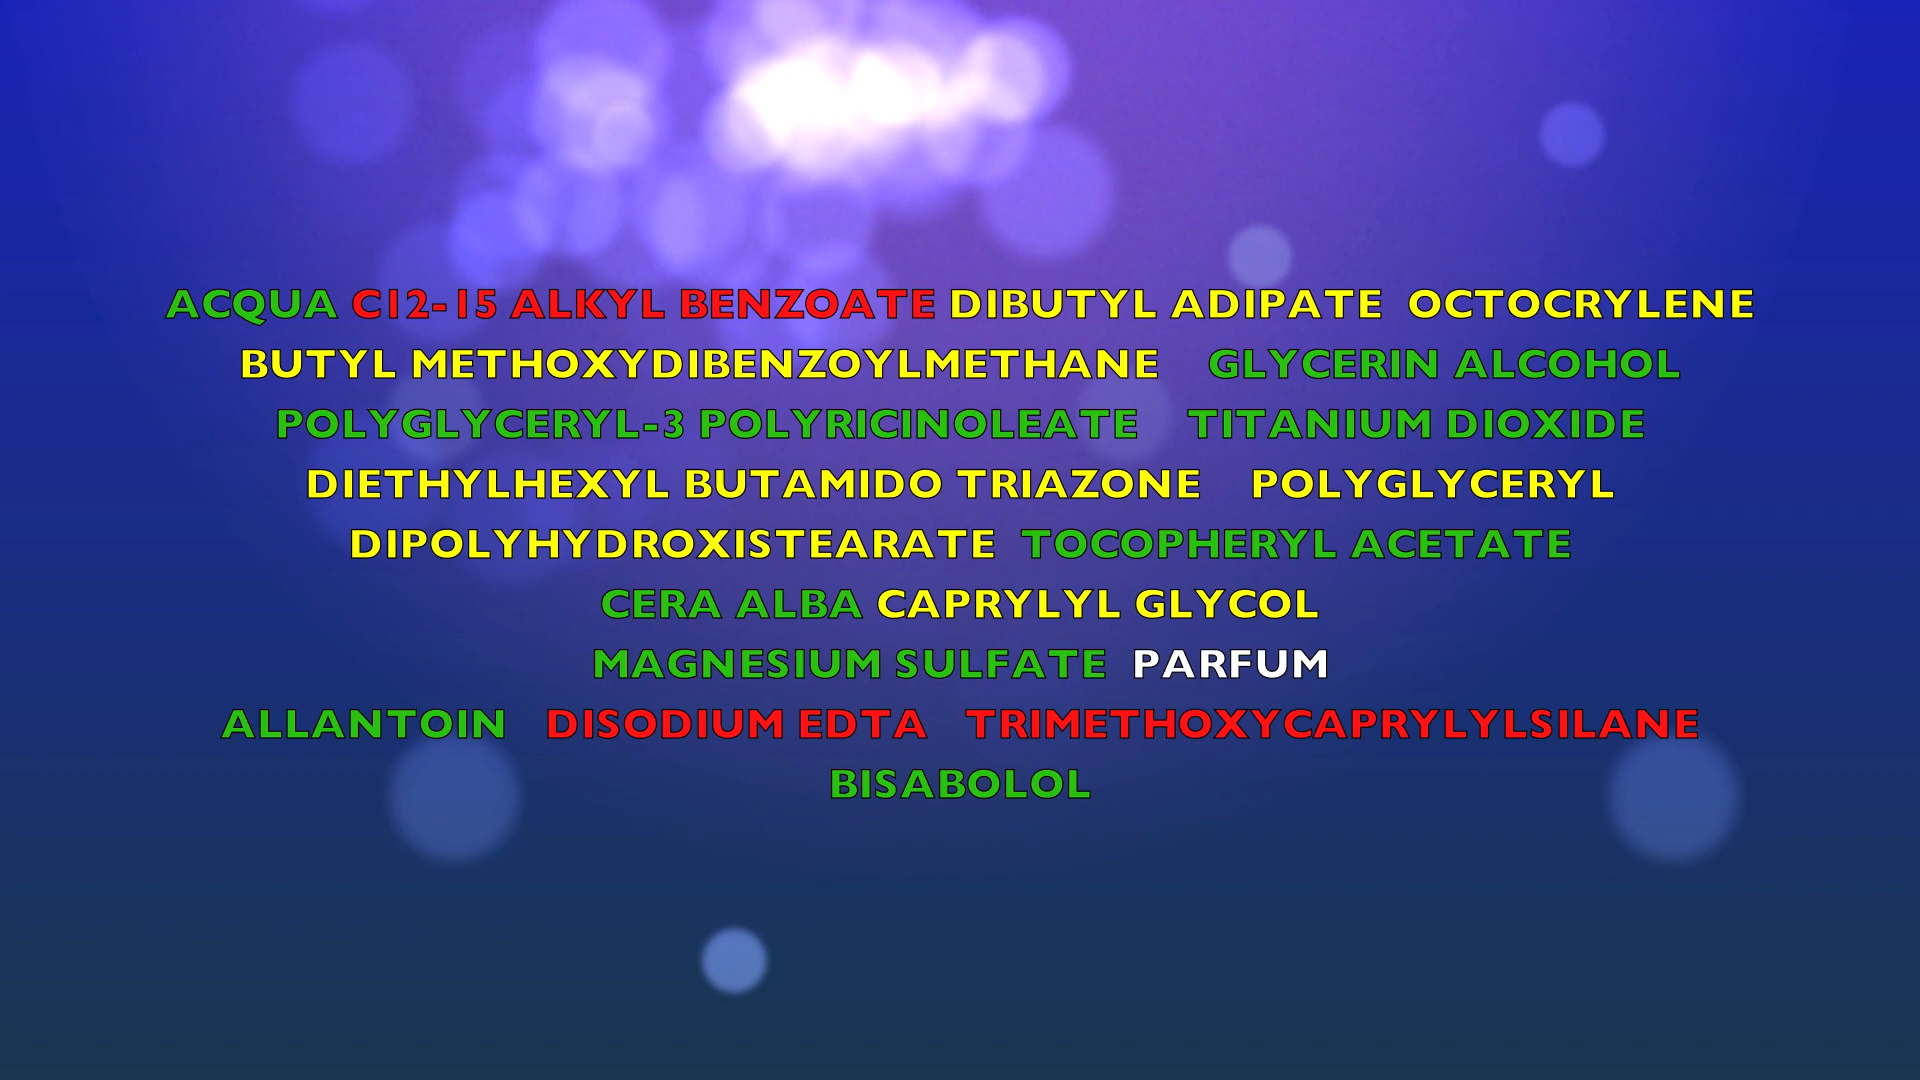 ACQUA C12-15 ALKYL BENZOATE DIBUTYL ADIPATE OCTOCRYLENE
BUTYL METHOXYDIBENZOYLMETHANE GLYCERIN ALCOHOL
POLYGLYCERYL-3 POLYRICINOLEATE TITANIUM DIOXIDE
DIETHYLHEXYL BUTAMIDO TRIAZONE POLYGLYCERYL
DIPOLYHYDROXISTEARATE TOCOPHERYL ACETATE
CERA ALBA CAPRYLYL GLYCOL
MAGNESIUM SULFATE PARFUM
ALLANTOIN DISODIUM EDTA TRIMETHOXYCAPRYLYLSILANE
BISABOLOL